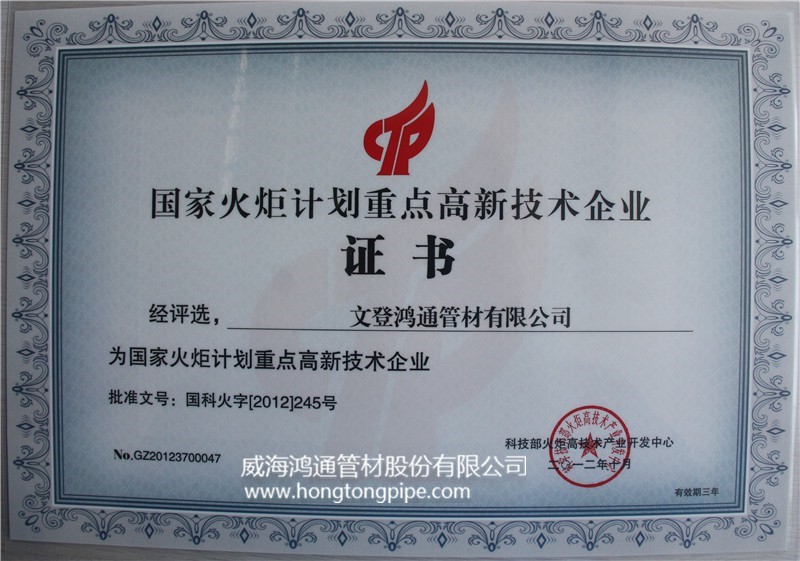 CTP
国家火炬计划重点高新技术企业
证书
经评选，文登鸿通管材有限公司
为国家火炬计划重点高新技术企业
批准文号：国科火字[2012]245号
科技部火炬高技术产业开发中心
二〇一二年十月
No.GZ20123700047
威海鸿通管材股份有限公司
www.hongtongpipe.com
有效期三年